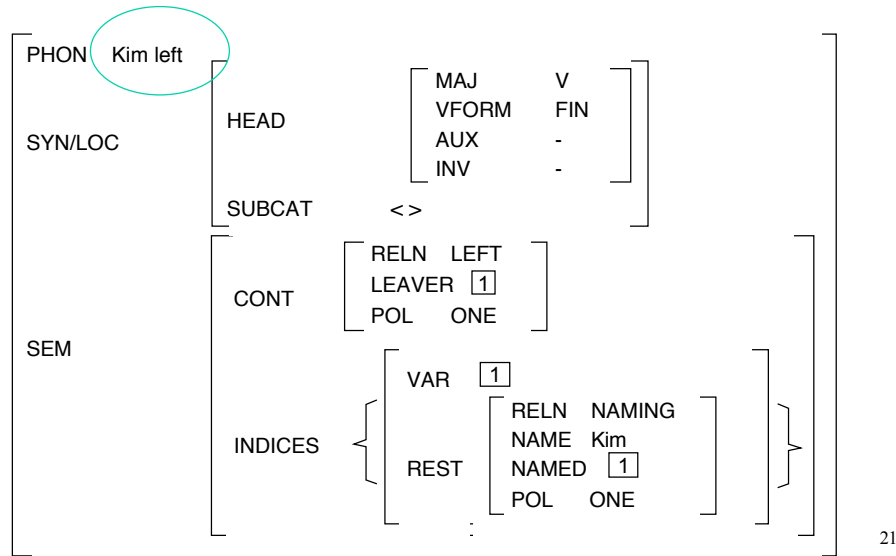 PHON Kim left
MAJ V
VFORM FIN
HEAD
AUX -
SYN/LOC
INV -
SUBCAT < >
RELN LEFT
LEAVER 1
CONT
POL ONE
SEM
VAR 1
RELN NAMING
NAME Kim
INDICES
REST
NAMED 1
POL ONE
21